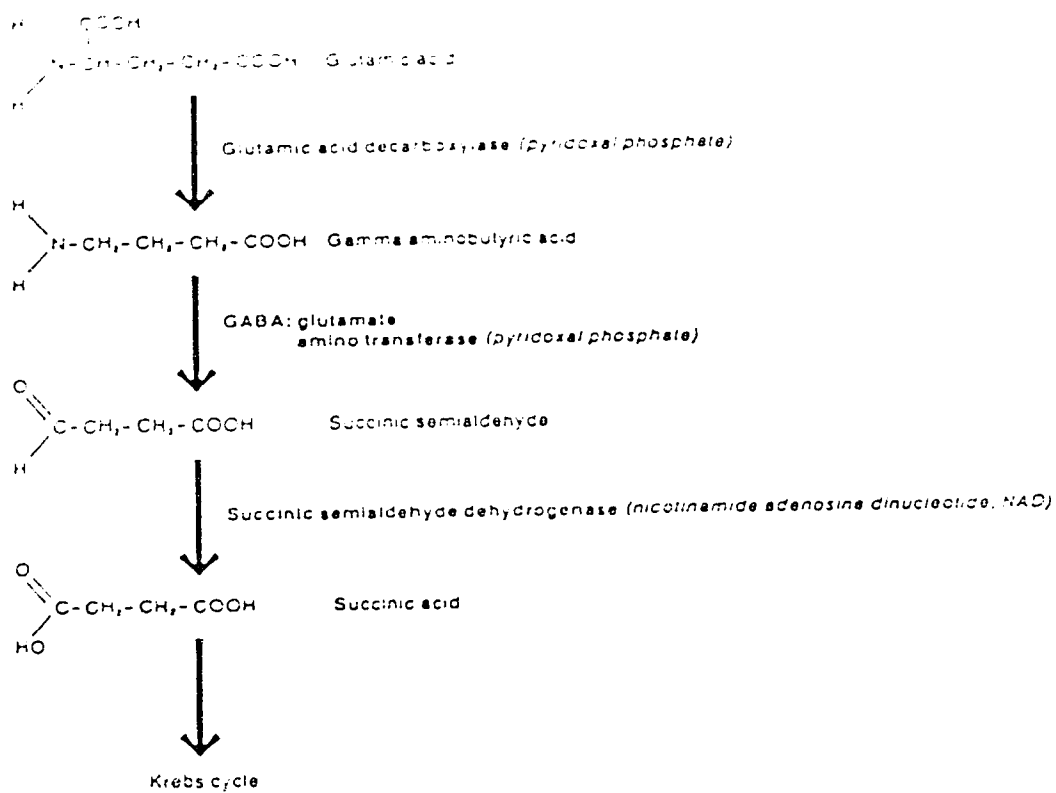 H COOH
N-CH-CH₂-CH₂-COOH Glutamic acid
H
Glutamic acid decarboxylase (pyridoxal phosphate)
H
N-CH₂-CH₂-CH₂-COOH Gamma aminobutyric acid
H
GABA: glutamate
amino transferase (pyridoxal phosphate)
O
C-CH₂-CH₂-COOH Succinic semialdehyde
H
Succinic semialdehyde dehydrogenase (nicotinamide adenosine dinucleotide, NAD)
O
C-CH₂-CH₂-COOH Succinic acid
HO
Krebs cycle